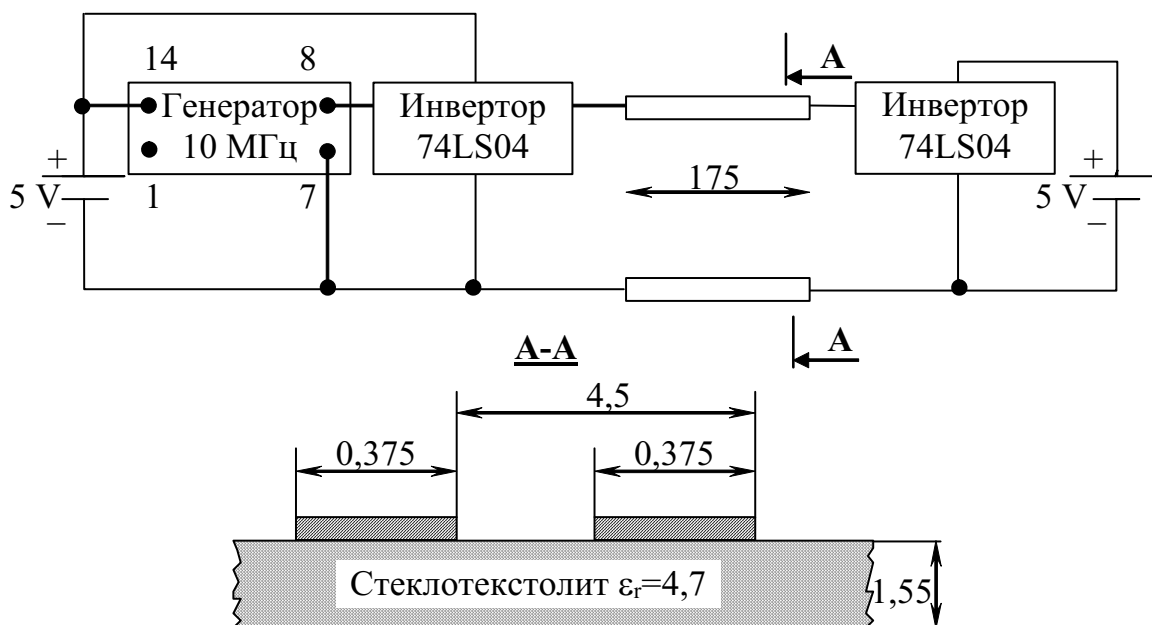 14 8
Генератор
10 МГц
1 7
Инвертор
74LS04
A
Инвертор
74LS04
+
5 V
–
175
+
5 V
–
A
A-A
4,5
0,375
0,375
Стеклотекстолит εr=4,7
1,55